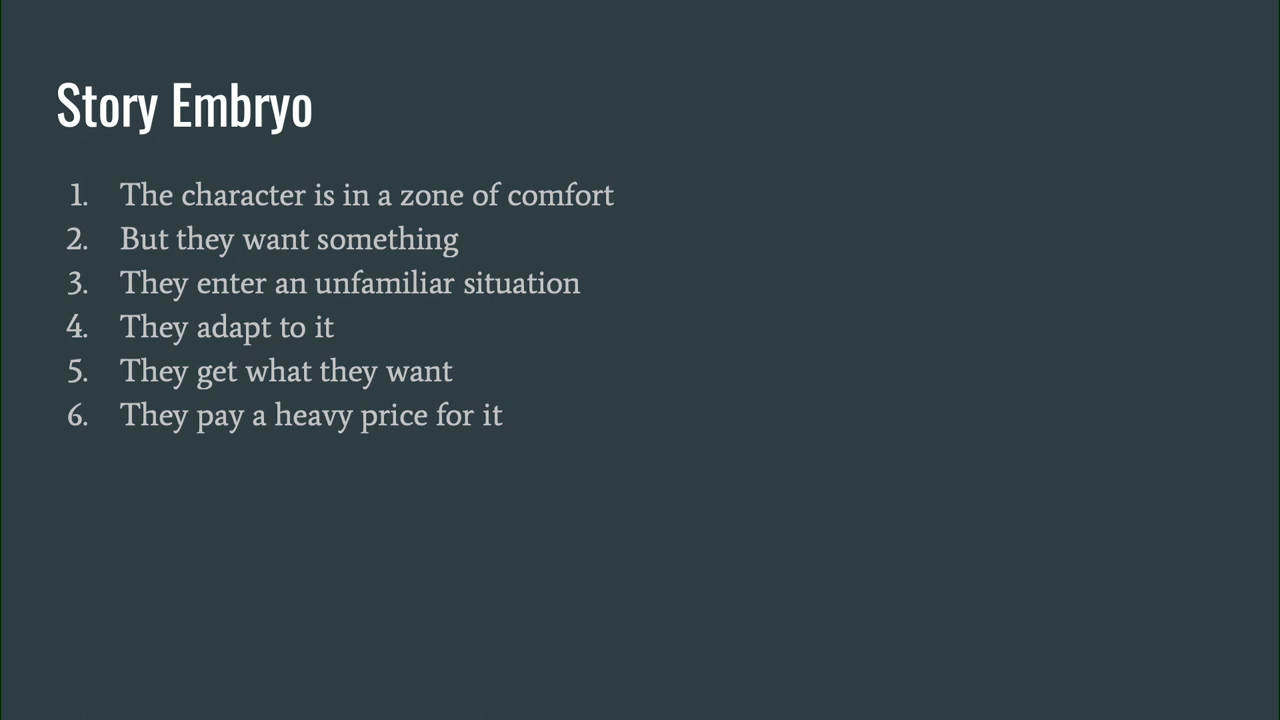 Story Embryo
1. The character is in a zone of comfort
2. But they want something
3. They enter an unfamiliar situation
4. They adapt to it
5. They get what they want
6. They pay a heavy price for it